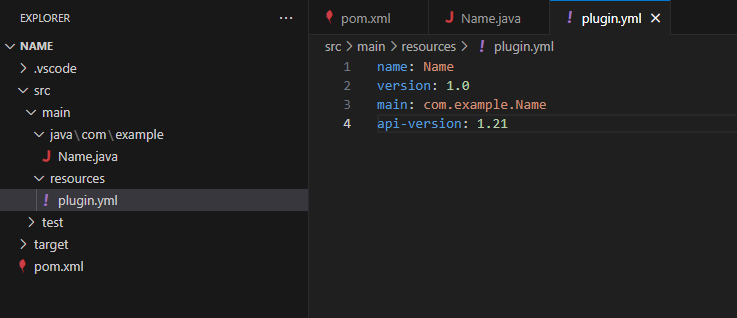 EXPLORER
NAME
.vscode
src
main
java\com\example
Name.java
resources
plugin.yml
test
target
pom.xml
pom.xml
Name.java
plugin.yml
src > main > resources > plugin.yml
1 name: Name
2 version: 1.0
3 main: com.example.Name
4 api-version: 1.21